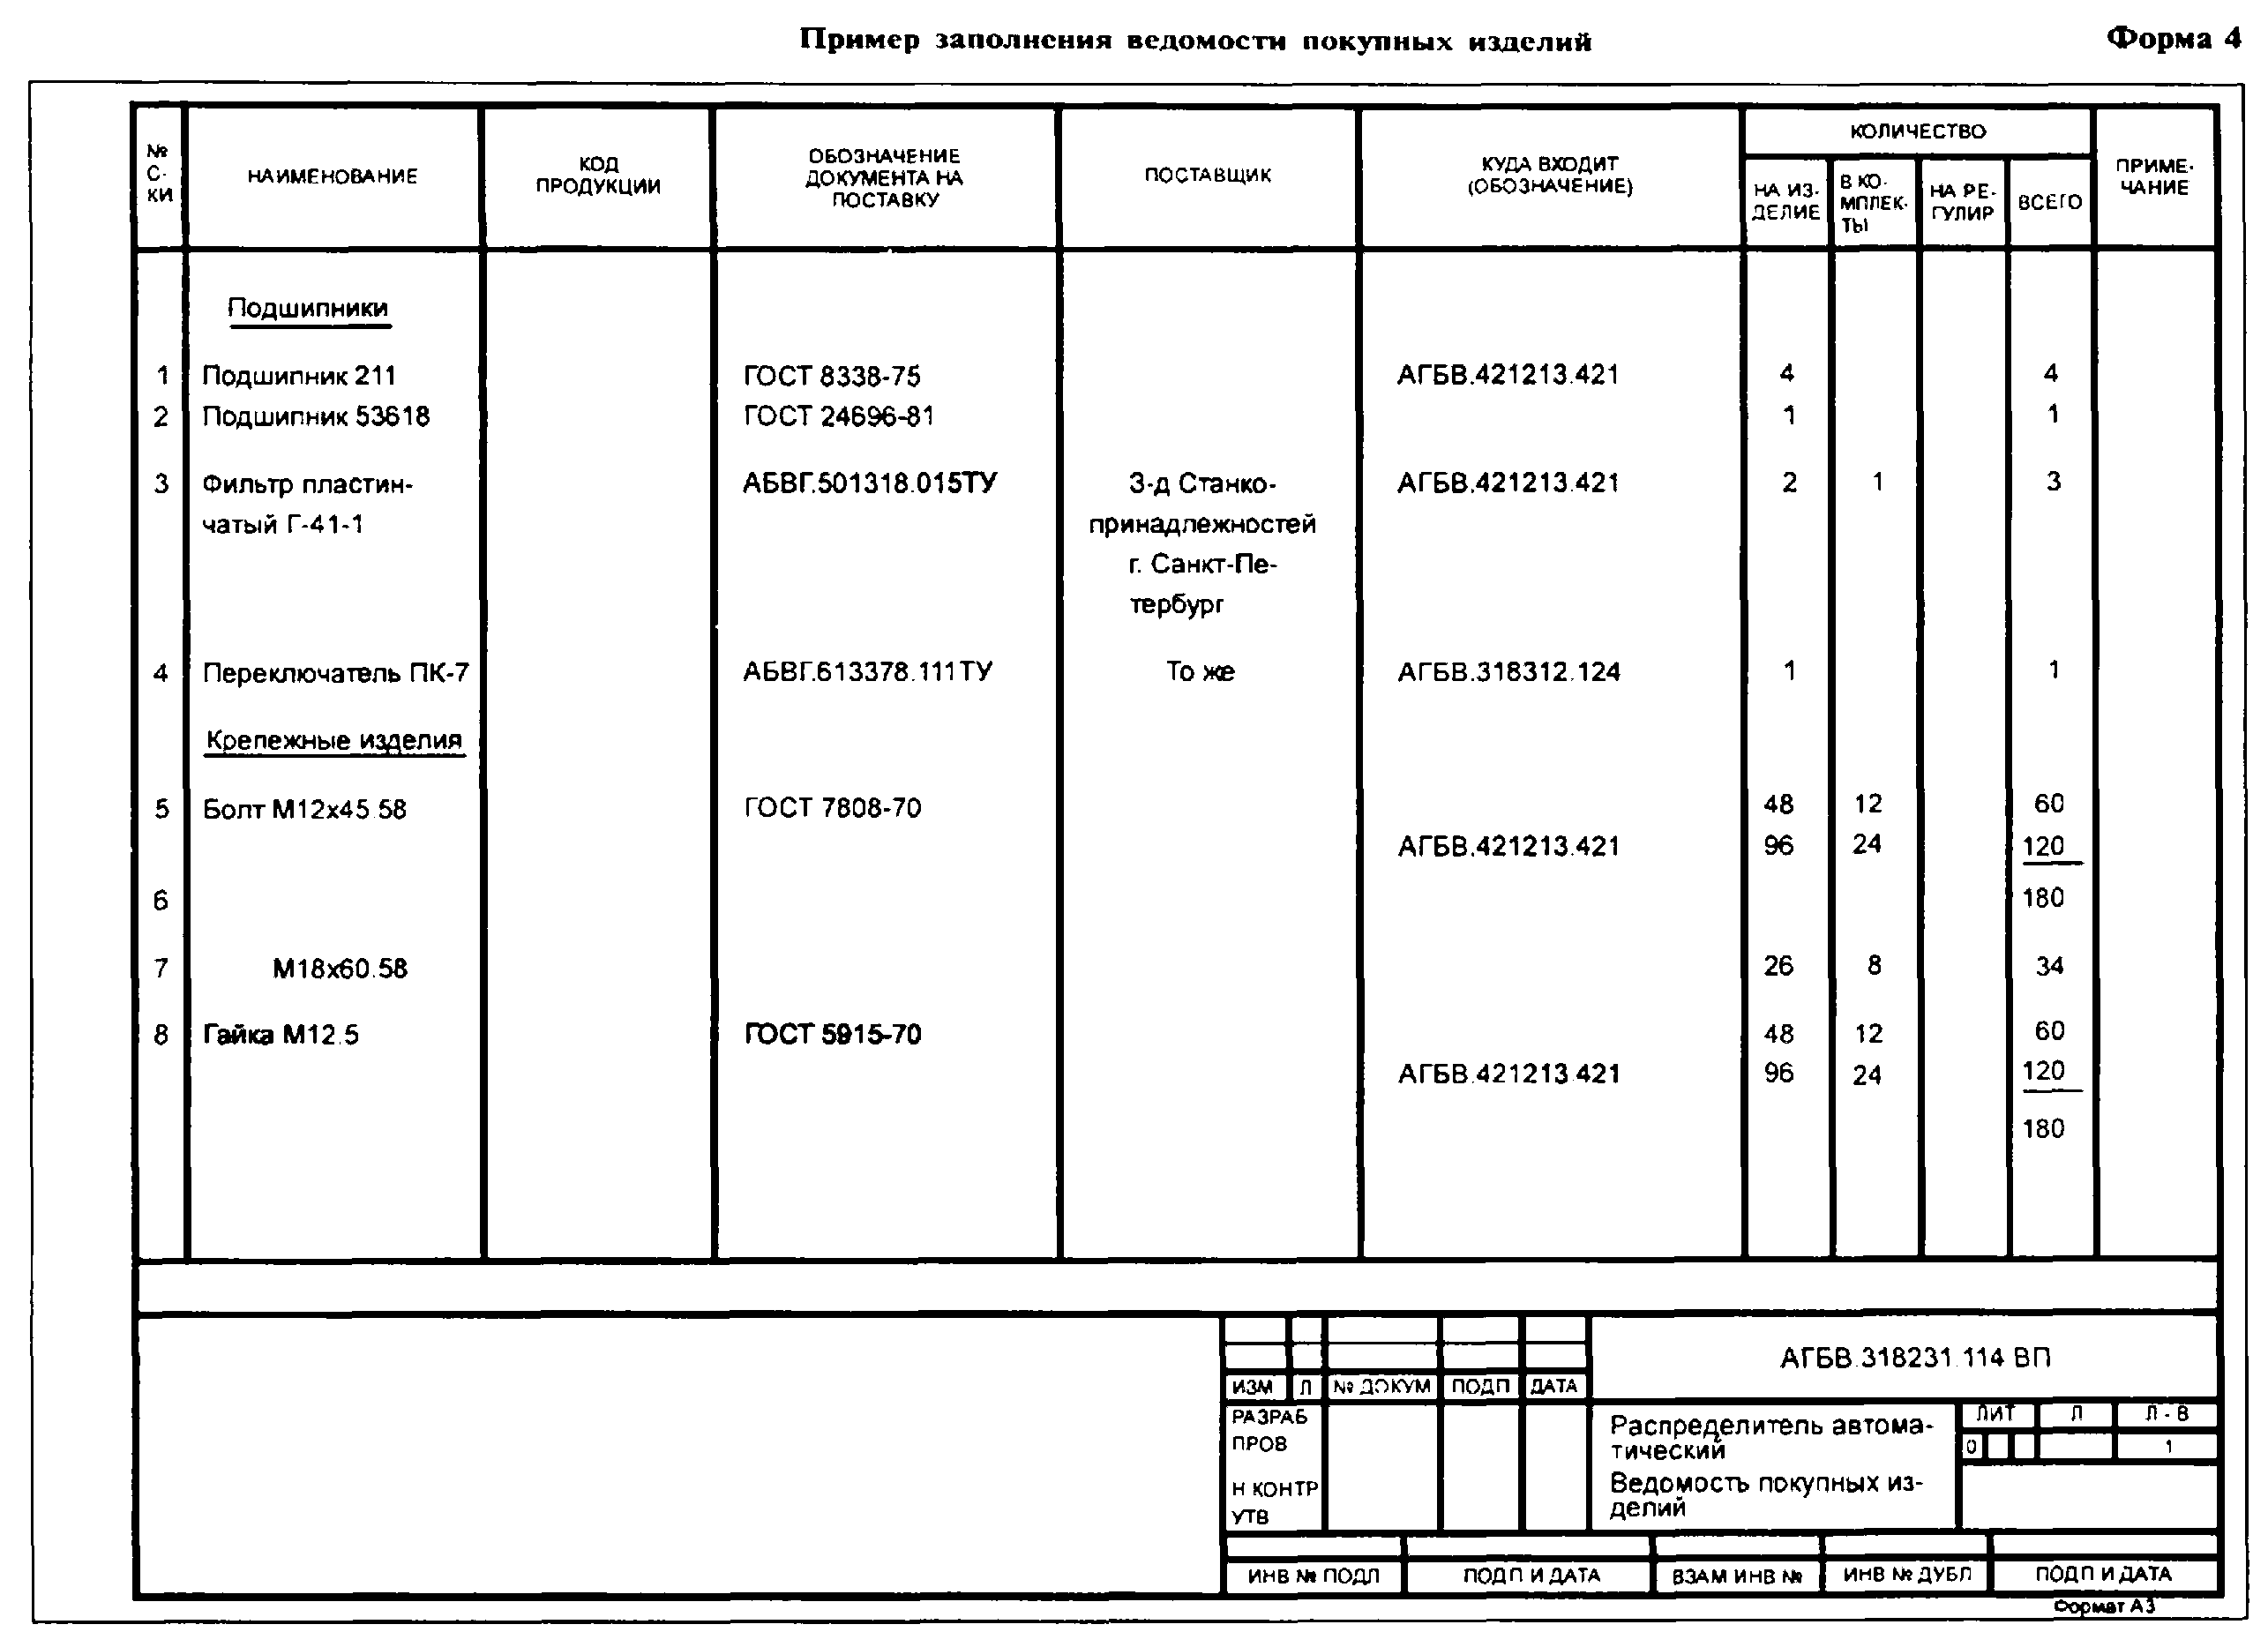 Пример заполнения ведомости покупных изделий
Форма 4
№ С-КИ
НАИМЕНОВАНИЕ
КОД
ПРОДУКЦИИ
ОБОЗНАЧЕНИЕ
ДОКУМЕНТА НА
ПОСТАВКУ
ПОСТАВЩИК
КУДА ВХОДИТ
(ОБОЗНАЧЕНИЕ)
КОЛИЧЕСТВО
НА ИЗ-
ДЕЛИЕ
В КО-
МПЛЕК-
ТЫ
НА РЕ-
ГУЛИР
ВСЕГО
ПРИМЕ-
ЧАНИЕ
Подшипники
1 Подшипник 211 ГОСТ 8338-75 АГБВ.421213.421 4 4
2 Подшипник 53618 ГОСТ 24696-81 1 1
3 Фильтр пластин- АБВГ.501318.015ТУ З-д Станко- АГБВ.421213.421 2 1 3
чатый Г-41-1 принадлежностей
г. Санкт-Пе-
тербург
4 Переключатель ПК-7 АБВГ.613378.111ТУ То же АГБВ.318312.124 1 1
Крепежные изделия
5 Болт М12х45.58 ГОСТ 7808-70 48 12 60
АГБВ.421213.421 96 24 120
6 180
7 М18х60.58 26 8 34
8 Гайка М12.5 ГОСТ 5915-70 48 12 60
АГБВ.421213.421 96 24 120
180
АГБВ.318231.114 ВП
ИЗМ Л № ДОКУМ ПОДП ДАТА
РАЗРАБ
ПРОВ
Н КОНТР
УТВ
Распределитель автома-
тический
Ведомость покупных из-
делий
ЛИТ Л Л-В
О 1
ИНВ № ПОДЛ ПОДП И ДАТА ВЗАМ ИНВ № ИНВ № ДУБЛ ПОДП И ДАТА
Формат А3